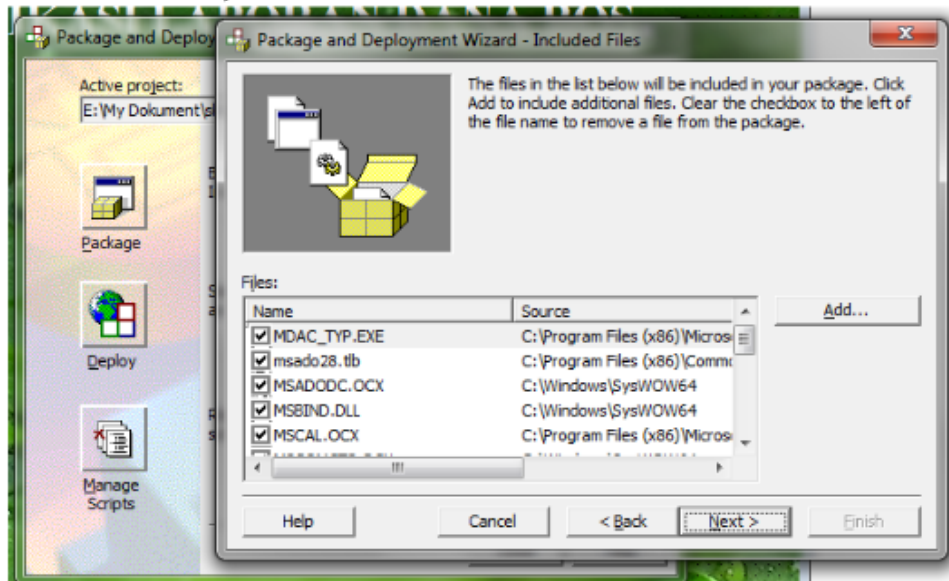 Package and Deploy
Package and Deployment Wizard - Included Files
Active project:
E:\My Dokument\
Package
Deploy
Manage
Scripts
The files in the list below will be included in your package. Click
Add to include additional files. Clear the checkbox to the left of
the file name to remove a file from the package.
Files:
Name Source
MDAC_TYP.EXE C:\Program Files (x86)\Micros
msado28.tlb C:\Program Files (x86)\Commo
MSADODC.OCX C:\Windows\SysWOW64
MSBIND.DLL C:\Windows\SysWOW64
MSCAL.OCX C:\Program Files (x86)\Micros
Add...
Help Cancel < Back Next > Finish